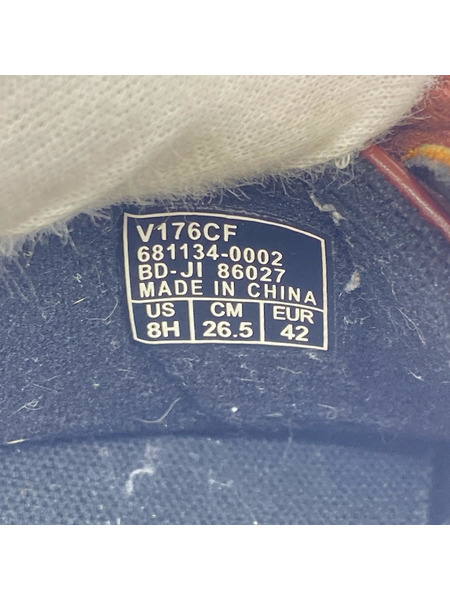 V176CF
681134-0002
BD-JI 86027
MADE IN CHINA
US CM EUR
8H 26.5 42